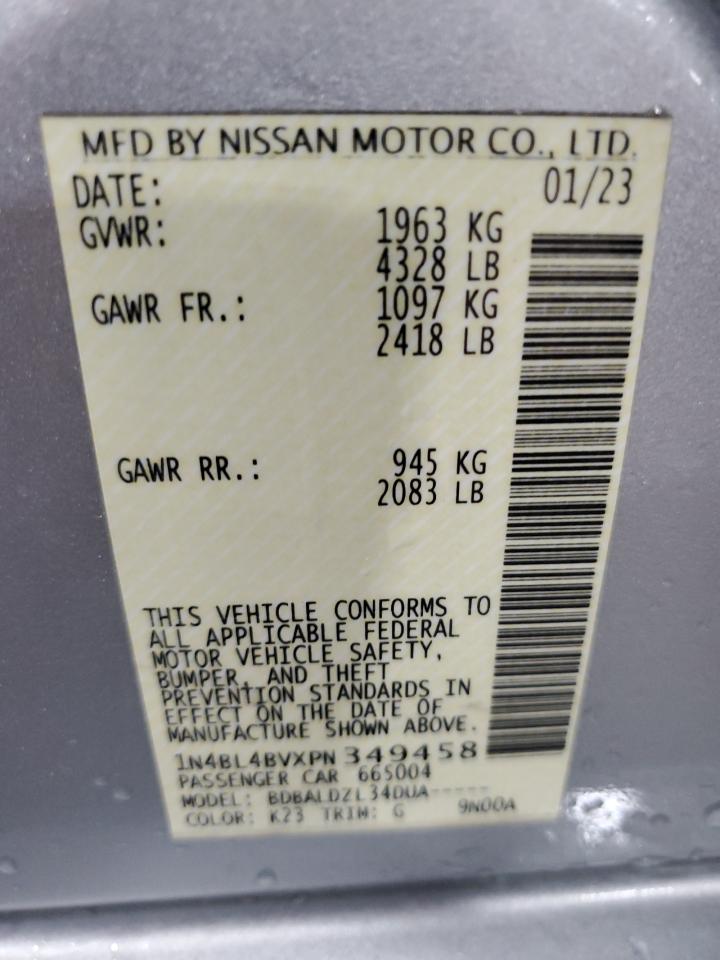 MFD BY NISSAN MOTOR CO., LTD.
DATE: 01/23
GVWR: 1963 KG
4328 LB
GAWR FR.: 1097 KG
2418 LB
GAWR RR.: 945 KG
2083 LB
THIS VEHICLE CONFORMS TO
ALL APPLICABLE FEDERAL
MOTOR VEHICLE SAFETY,
BUMPER, AND THEFT
PREVENTION STANDARDS IN
EFFECT ON THE DATE OF
MANUFACTURE SHOWN ABOVE.
1N4BL4BVXPN 349458
PASSENGER CAR 665004
MODEL: BDBALDZL34DUA-----
COLOR: K23 TRIM: G 9N00A